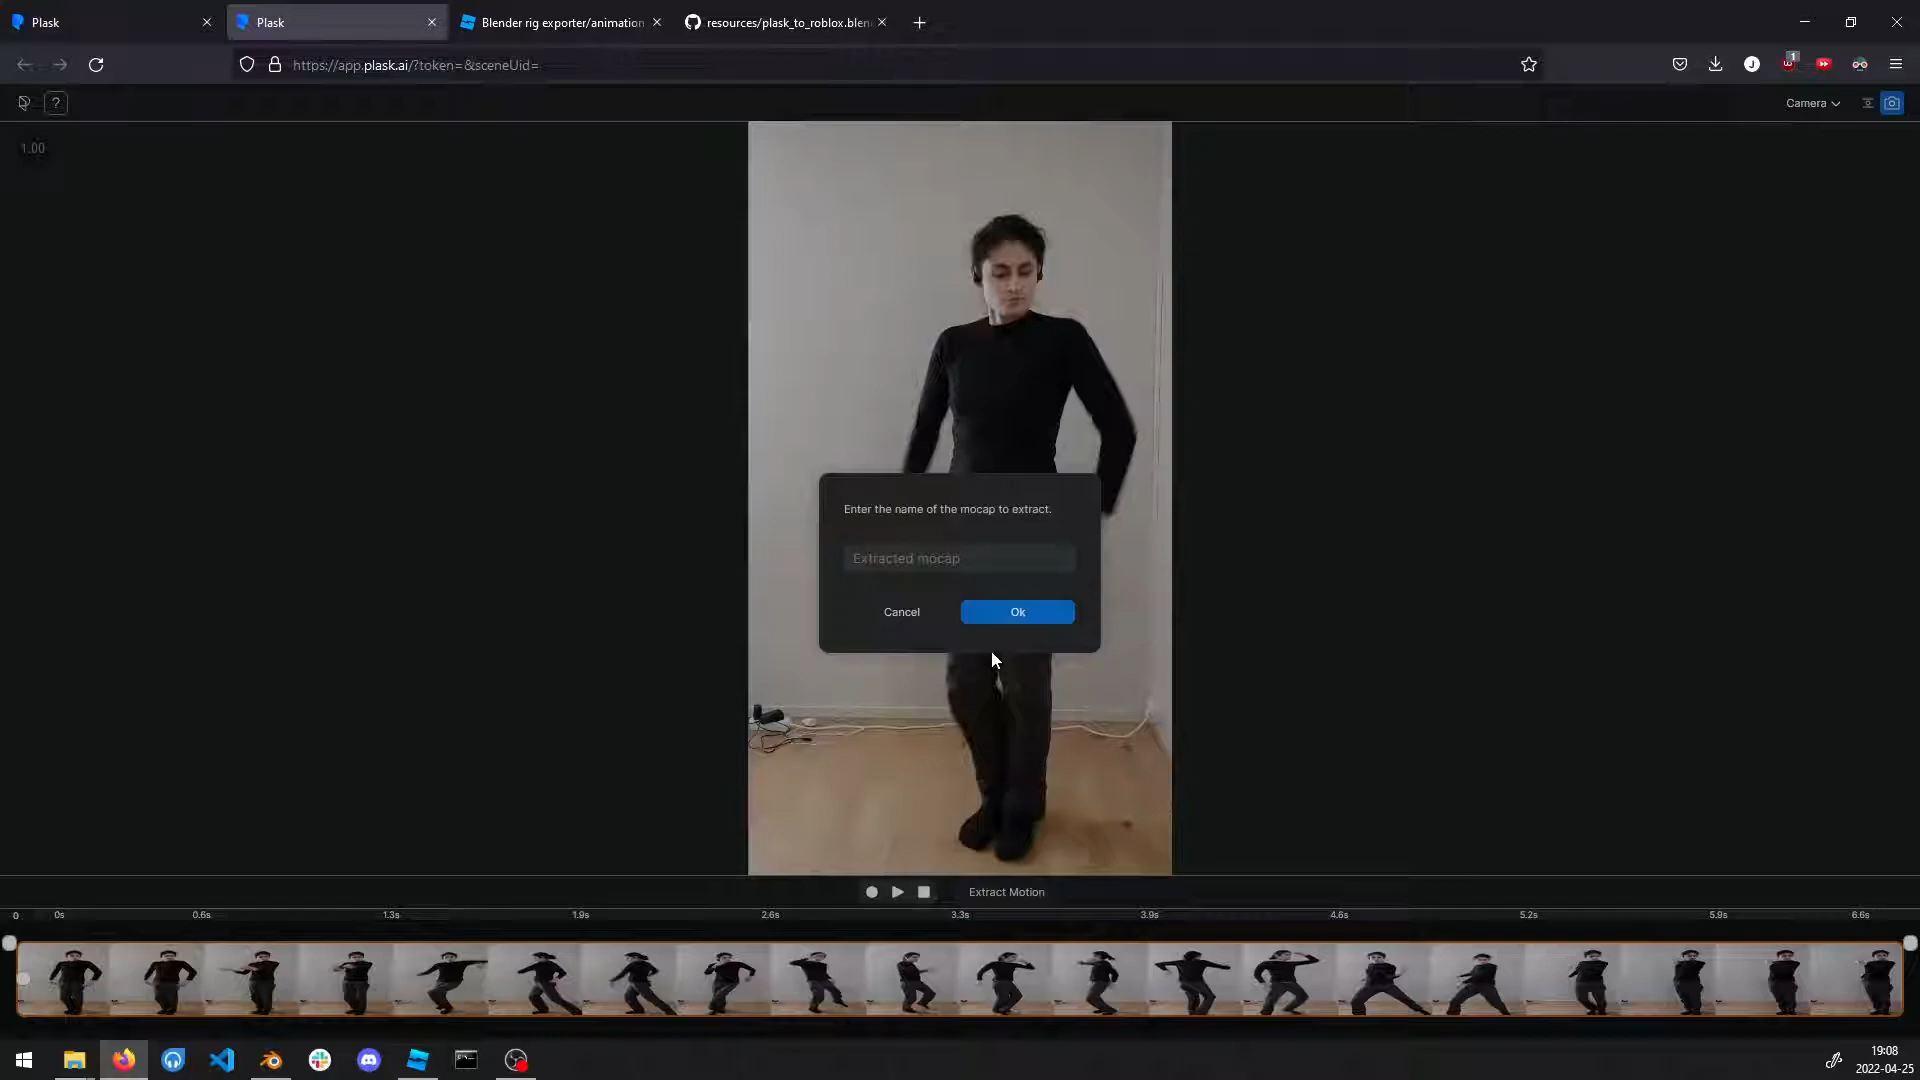 Plask
Plask
Blender rig exporter/animation
resources/plask_to_roblox.blen
https://app.plask.ai/?token=&sceneUid=
1
J
?
Camera
1.00
Enter the name of the mocap to extract.
Extracted mocap
Cancel
Ok
Extract Motion
0
0s
0.6s
1.3s
1.9s
2.6s
3.3s
3.9s
4.6s
5.2s
5.9s
6.6s
19:08
2022-04-25